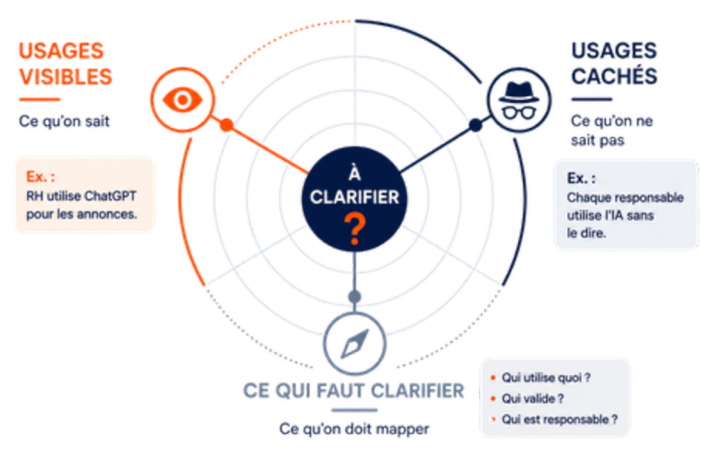 USAGES
VISIBLES
Ce qu'on sait
Ex. :
RH utilise ChatGPT
pour les annonces.
À
CLARIFIER
?
USAGES
CACHÉS
Ce qu'on ne
sait pas
Ex. :
Chaque responsable
utilise l'IA sans
le dire.
CE QUI FAUT CLARIFIER
Ce qu'on doit mapper
• Qui utilise quoi ?
• Qui valide ?
• Qui est responsable ?